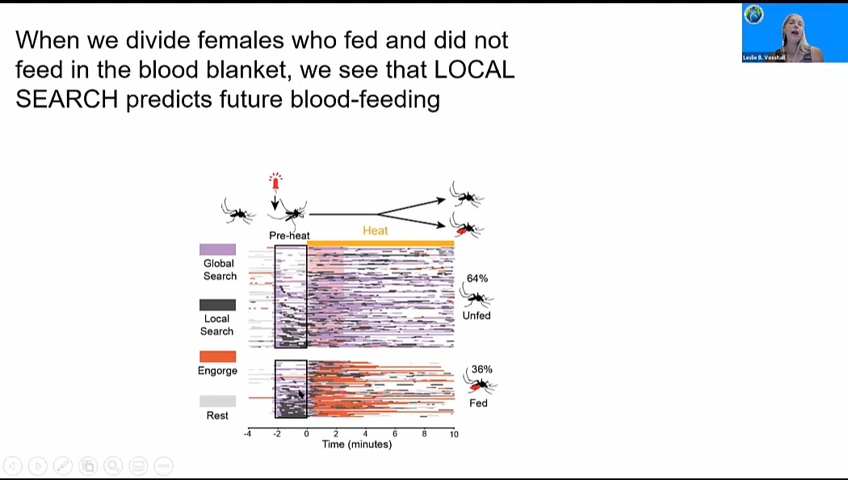 When we divide females who fed and did not
feed in the blood blanket, we see that LOCAL
SEARCH predicts future blood-feeding
Leslie B. Vosshall
Pre-heat
Heat
Global
Search
Local
Search
Engorge
Rest
64%
Unfed
36%
Fed
-4 -2 0 2 4 6 8 10
Time (minutes)